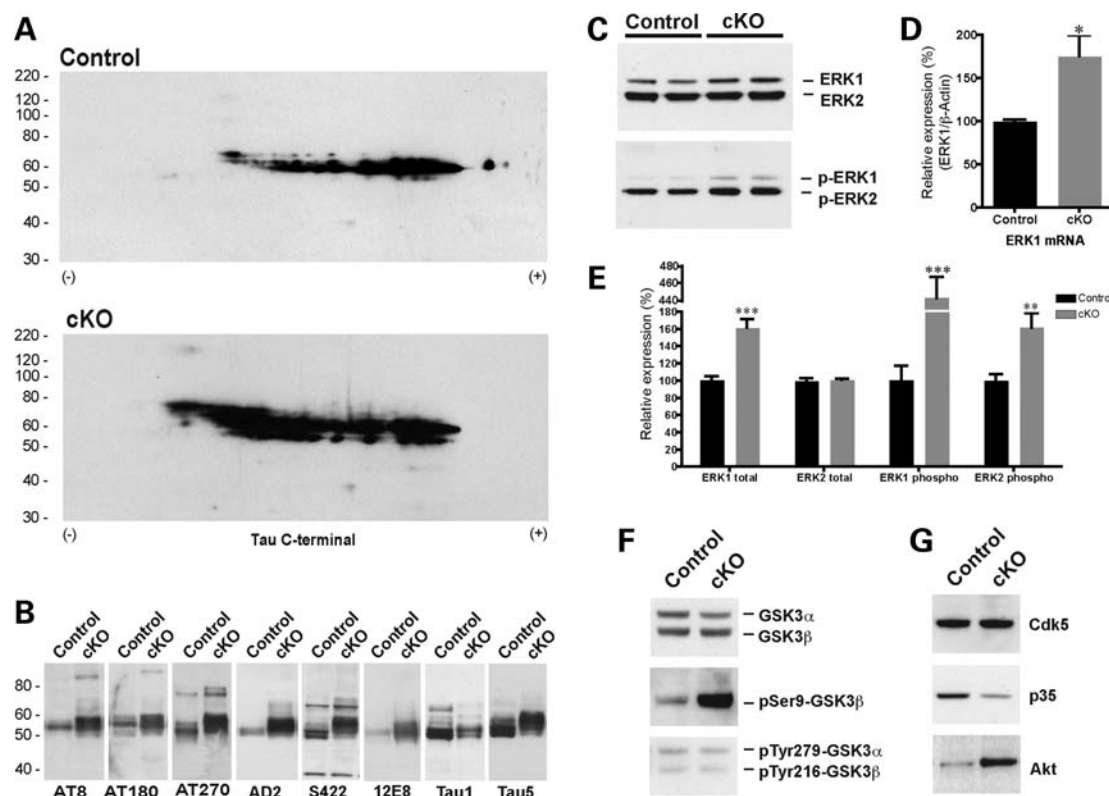 A
Control
220 -
120 -
80 -
60 -
50 -
40 -
30 -
(-)
(+)
cKO
220 -
120 -
80 -
60 -
50 -
40 -
30 -
(-)
Tau C-terminal
(+)
B
Control cKO Control cKO Control cKO Control cKO Control cKO Control cKO Control cKO Control cKO
80 -
60 -
50 -
40 -
AT8 AT180 AT270 AD2 S422 12E8 Tau1 Tau5
C
Control cKO
ERK1
ERK2
p-ERK1
p-ERK2
D
Relative expression (%)
(ERK1/β-Actin)
200
150
100
50
0
*
Control cKO
ERK1 mRNA
E
Relative expression (%)
480
460
440
420
400
180
160
140
120
100
80
60
40
20
0
***
***
**
Control
cKO
ERK1 total ERK2 total ERK1 phospho ERK2 phospho
F
Control cKO
GSK3α
GSK3β
pSer9-GSK3β
pTyr279-GSK3α
pTyr216-GSK3β
G
Control cKO
Cdk5
p35
Akt